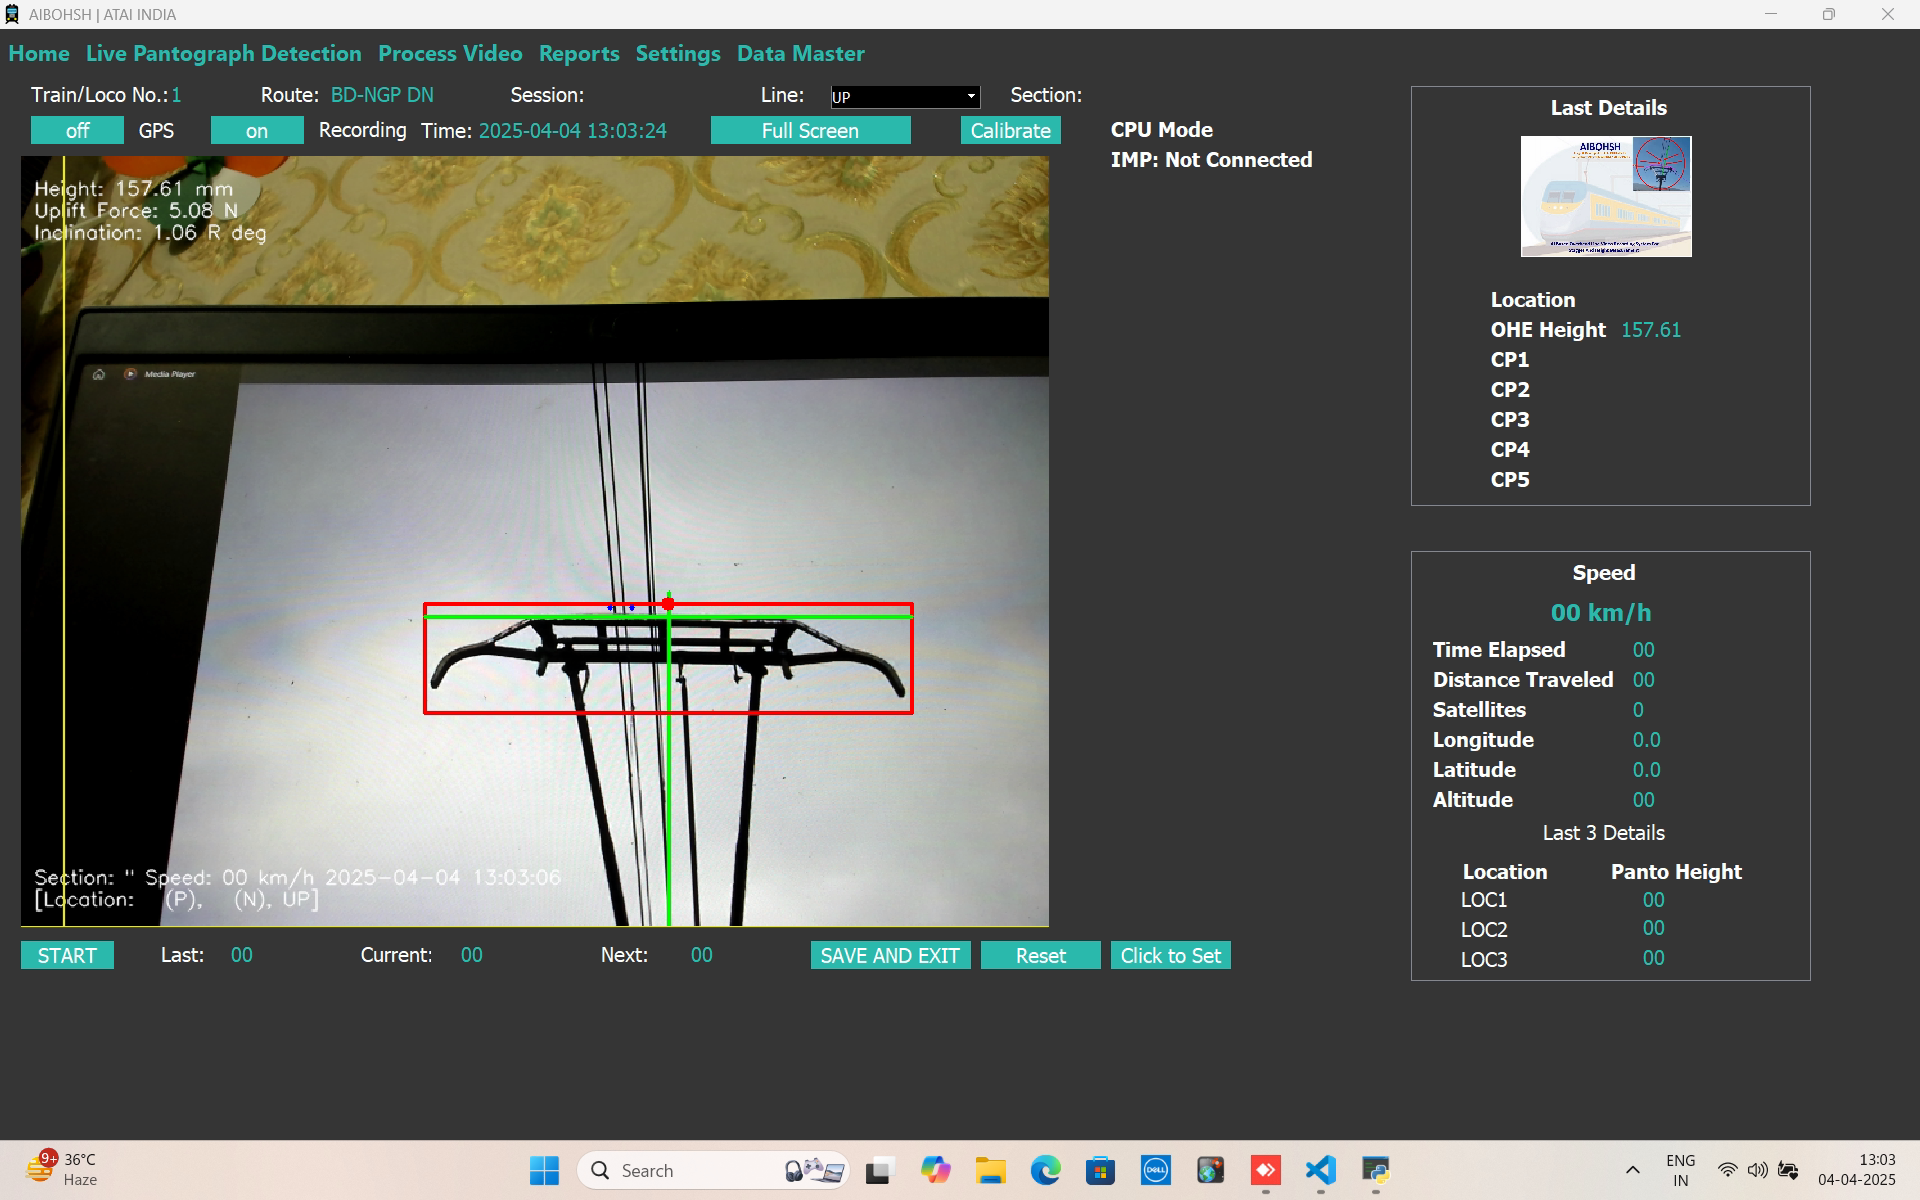 AIBOHSH | ATAI INDIA
Home Live Pantograph Detection Process Video Reports Settings Data Master
Train/Loco No.: 1 Route: BD-NGP DN Session: Line: UP Section:
off GPS on Recording Time: 2025-04-04 13:03:24 Full Screen Calibrate
CPU Mode
IMP: Not Connected
Height: 157.61 mm
Uplift Force: 5.08 N
Inclination: 1.06 R deg
Media Player
Section: '' Speed: 00 km/h 2025-04-04 13:03:06
[Location: (P), (N), UP]
START Last: 00 Current: 00 Next: 00 SAVE AND EXIT Reset Click to Set
Last Details
AIBOHSH
Location
OHE Height 157.61
CP1
CP2
CP3
CP4
CP5
Speed
00 km/h
Time Elapsed 00
Distance Traveled 00
Satellites 0
Longitude 0.0
Latitude 0.0
Altitude 00
Last 3 Details
Location Panto Height
LOC1 00
LOC2 00
LOC3 00
9+ 36°C
Haze
Search
DELL
ENG
IN
13:03
04-04-2025